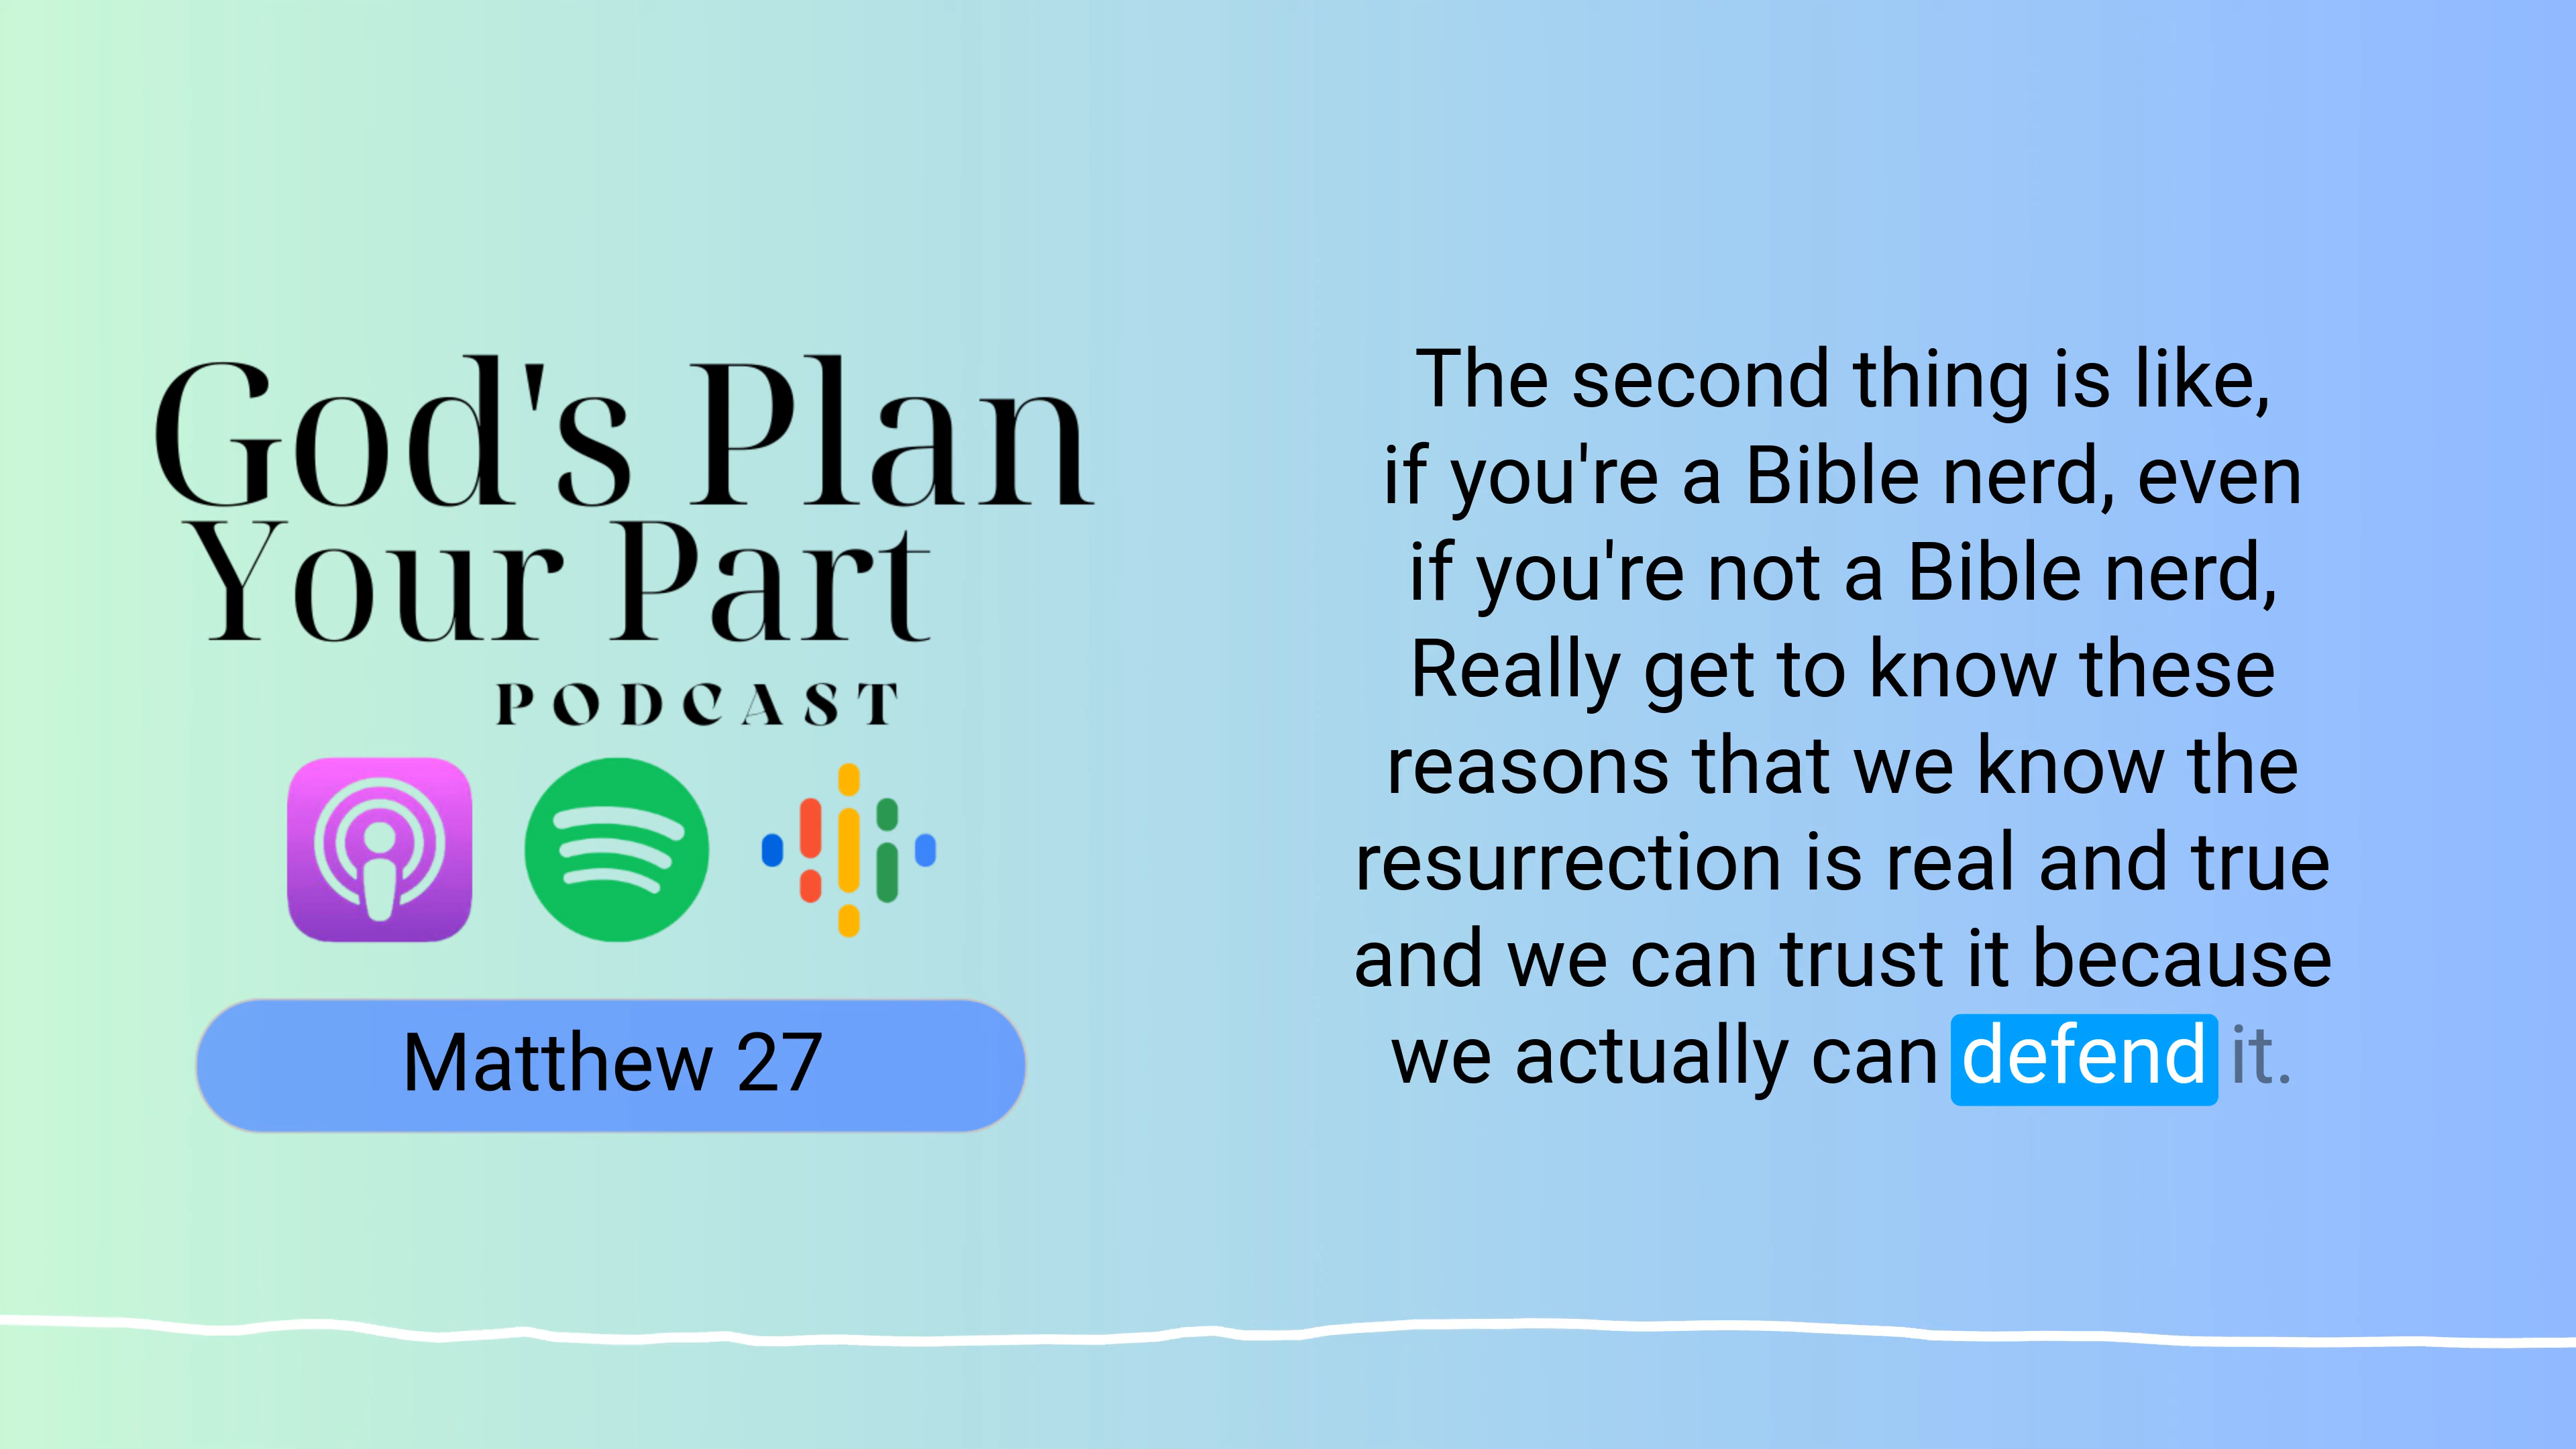 God's Plan
Your Part
PODCAST
Matthew 27
The second thing is like,
if you're a Bible nerd, even
if you're not a Bible nerd,
Really get to know these
reasons that we know the
resurrection is real and true
and we can trust it because
we actually can defend it.